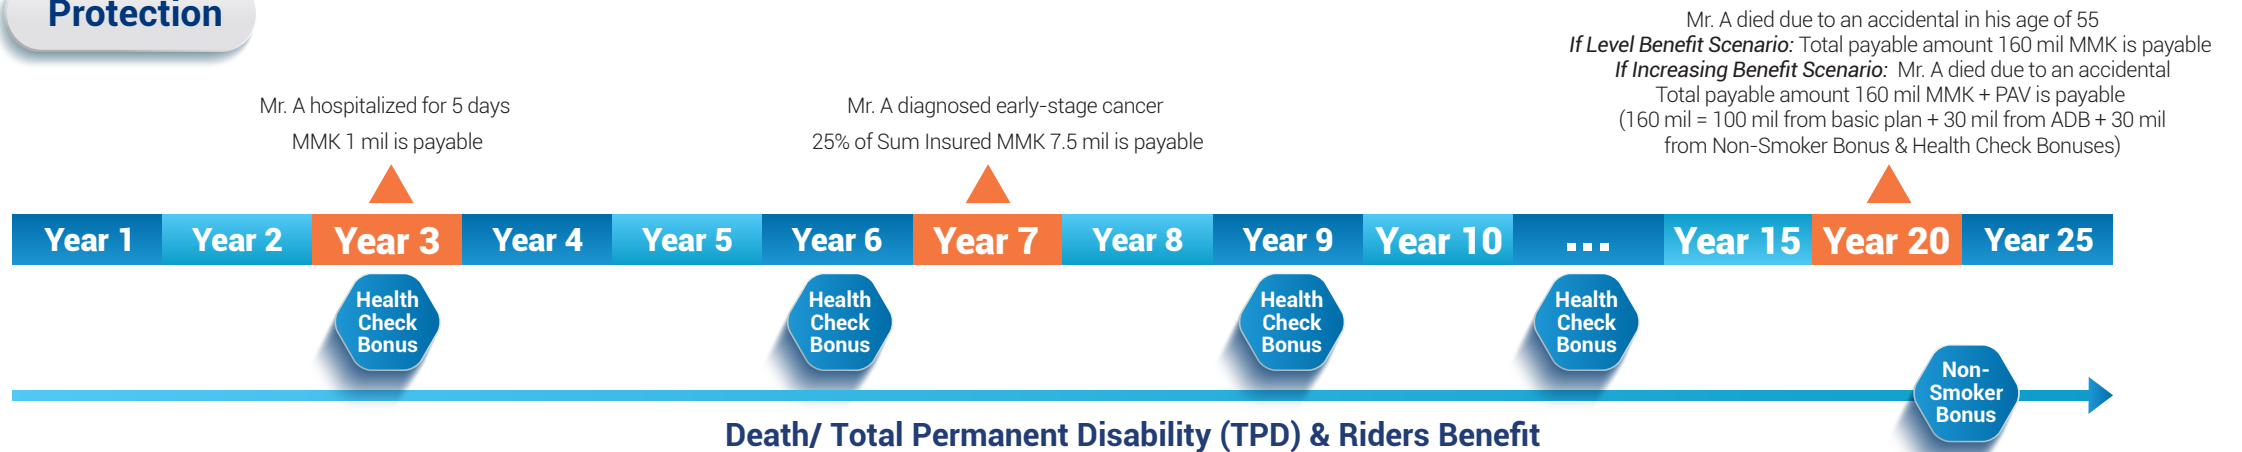 Protection
Mr. A hospitalized for 5 days
MMK 1 mil is payable
Mr. A diagnosed early-stage cancer
25% of Sum Insured MMK 7.5 mil is payable
Mr. A died due to an accidental in his age of 55
If Level Benefit Scenario: Total payable amount 160 mil MMK is payable
If Increasing Benefit Scenario: Mr. A died due to an accidental
Total payable amount 160 mil MMK + PAV is payable
(160 mil = 100 mil from basic plan + 30 mil from ADB + 30 mil
from Non-Smoker Bonus & Health Check Bonuses)
Year 1 Year 2 Year 3 Year 4 Year 5 Year 6 Year 7 Year 8 Year 9 Year 10 ... Year 15 Year 20 Year 25
Health
Check
Bonus
Health
Check
Bonus
Health
Check
Bonus
Health
Check
Bonus
Non-
Smoker
Bonus
Death/ Total Permanent Disability (TPD) & Riders Benefit